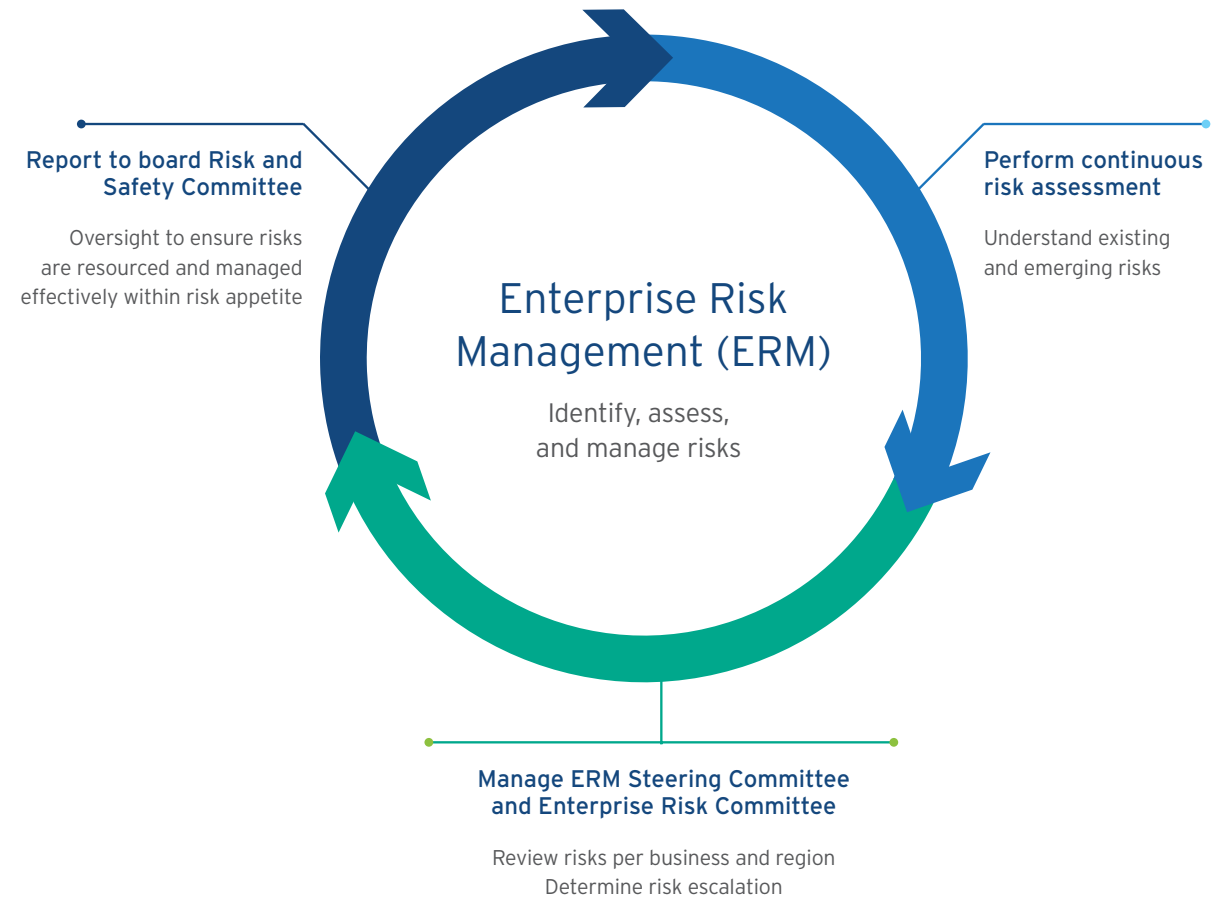 Report to board Risk and
Safety Committee
Oversight to ensure risks
are resourced and managed
effectively within risk appetite
Enterprise Risk
Management (ERM)
Identify, assess,
and manage risks
Perform continuous
risk assessment
Understand existing
and emerging risks
Manage ERM Steering Committee
and Enterprise Risk Committee
Review risks per business and region
Determine risk escalation